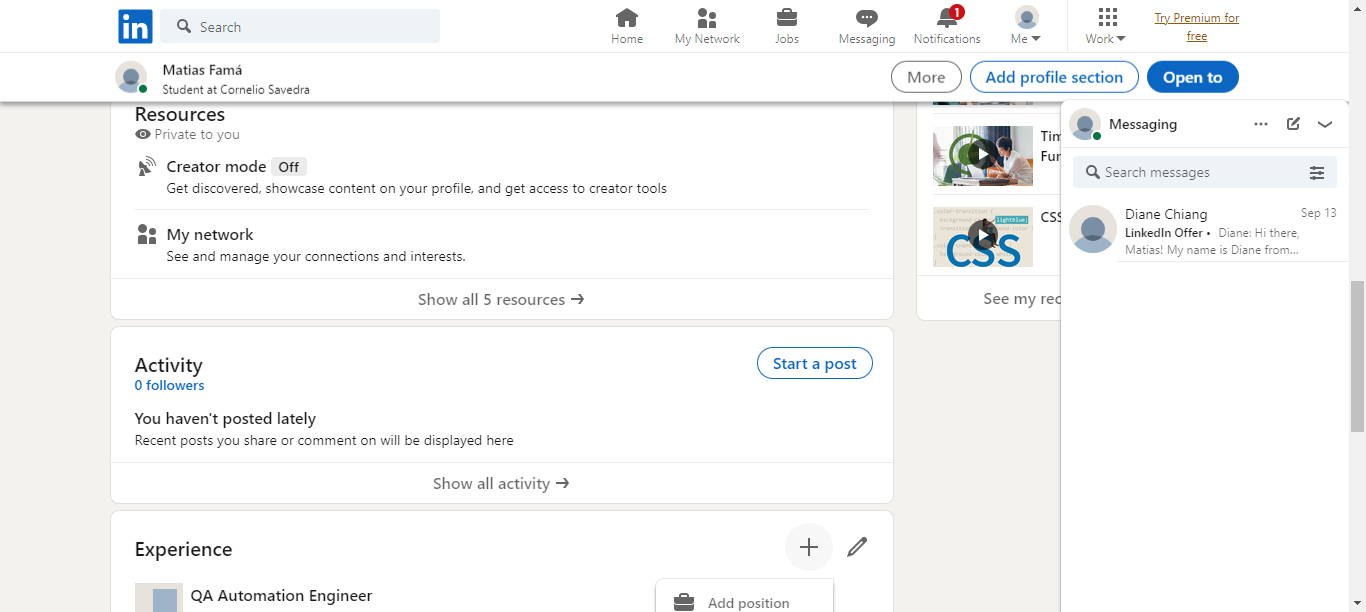 in
Search
Home
My Network
Jobs
Messaging
1
Notifications
Me
Work
Try Premium for
free
Matias Famá
Student at Cornelio Savedra
More
Add profile section
Open to
Resources
Private to you
Creator mode Off
Get discovered, showcase content on your profile, and get access to creator tools
My network
See and manage your connections and interests.
Show all 5 resources →
Activity
0 followers
Start a post
You haven't posted lately
Recent posts you share or comment on will be displayed here
Show all activity →
Experience
QA Automation Engineer
Add position
Tim
Fur
CSS
lightblue;
CSS
See my rec
Messaging
Search messages
Diane Chiang
Sep 13
LinkedIn Offer • Diane: Hi there,
Matias! My name is Diane from...